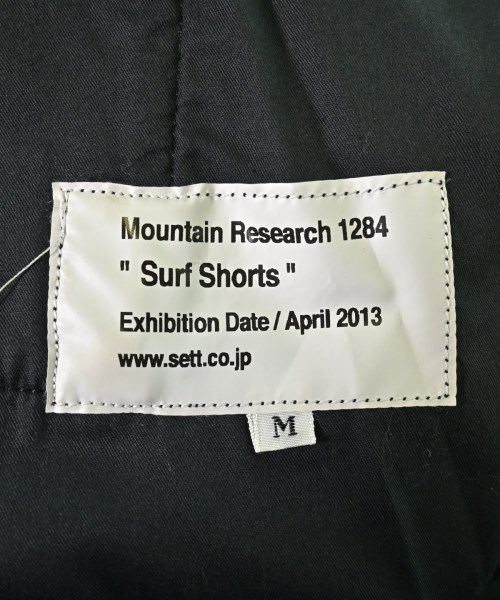 Mountain Research 1284
" Surf Shorts "
Exhibition Date / April 2013
www.sett.co.jp
M